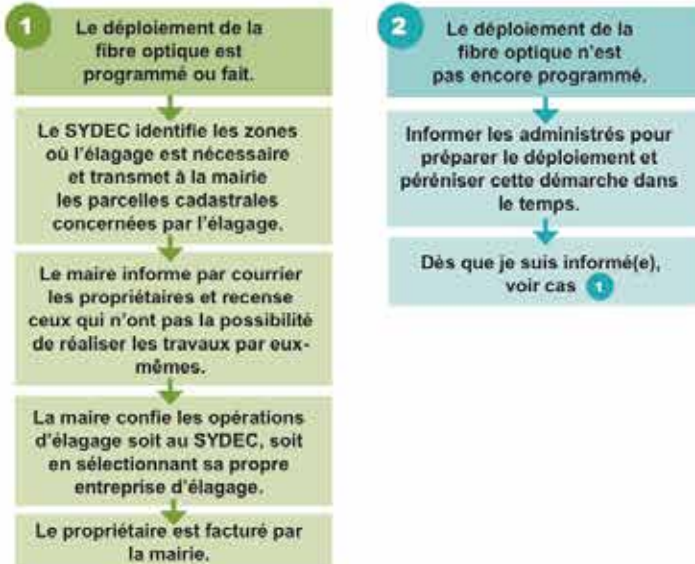 1
Le déploiement de la
fibre optique est
programmé ou fait.
Le SYDEC identifie les zones
où l'élagage est nécessaire
et transmet à la mairie
les parcelles cadastrales
concernées par l'élagage.
Le maire informe par courrier
les propriétaires et recense
ceux qui n'ont pas la possibilité
de réaliser les travaux par eux-
mêmes.
La maire confie les opérations
d'élagage soit au SYDEC, soit
en sélectionnant sa propre
entreprise d'élagage.
Le propriétaire est facturé par
la mairie.
2
Le déploiement de la
fibre optique n'est
pas encore programmé.
Informer les administrés pour
préparer le déploiement et
péréniser cette démarche dans
le temps.
Dès que je suis informé(e),
voir cas 1